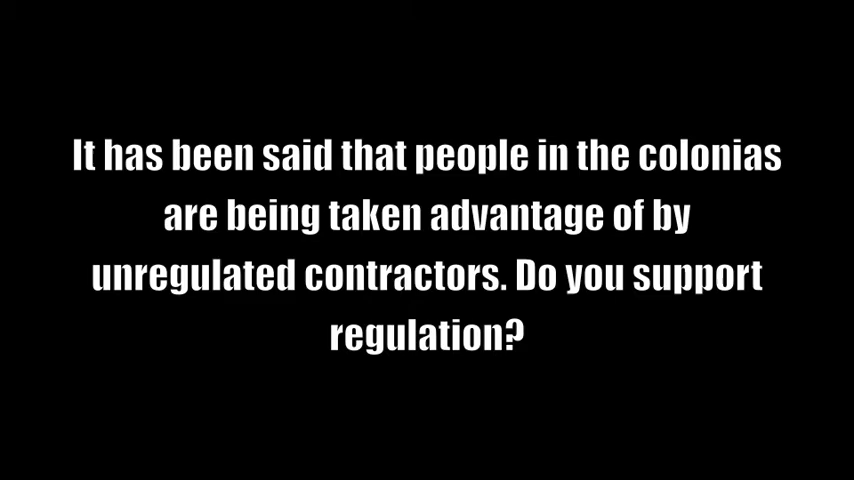 It has been said that people in the colonias
are being taken advantage of by
unregulated contractors. Do you support
regulation?